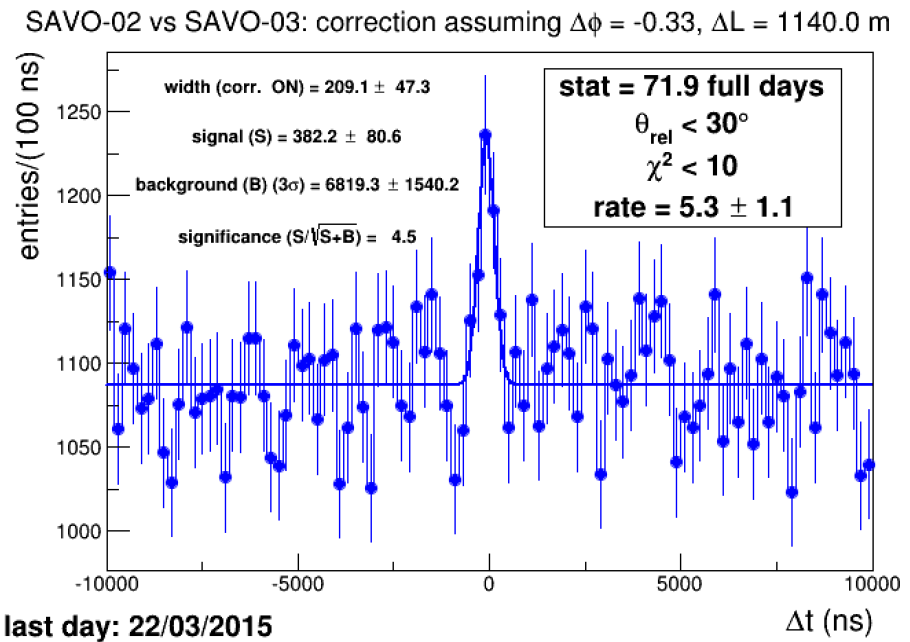 SAVO-02 vs SAVO-03: correction assuming Δϕ = -0.33, ΔL = 1140.0 m
entries/(100 ns)
1250
1200
1150
1100
1050
1000
width (corr. ON) = 209.1 ± 47.3
signal (S) = 382.2 ± 80.6
background (B) (3σ) = 6819.3 ± 1540.2
significance (S/√S+B) = 4.5
stat = 71.9 full days
θrel < 30°
χ² < 10
rate = 5.3 ± 1.1
-10000 -5000 0 5000 10000
Δt (ns)
last day: 22/03/2015